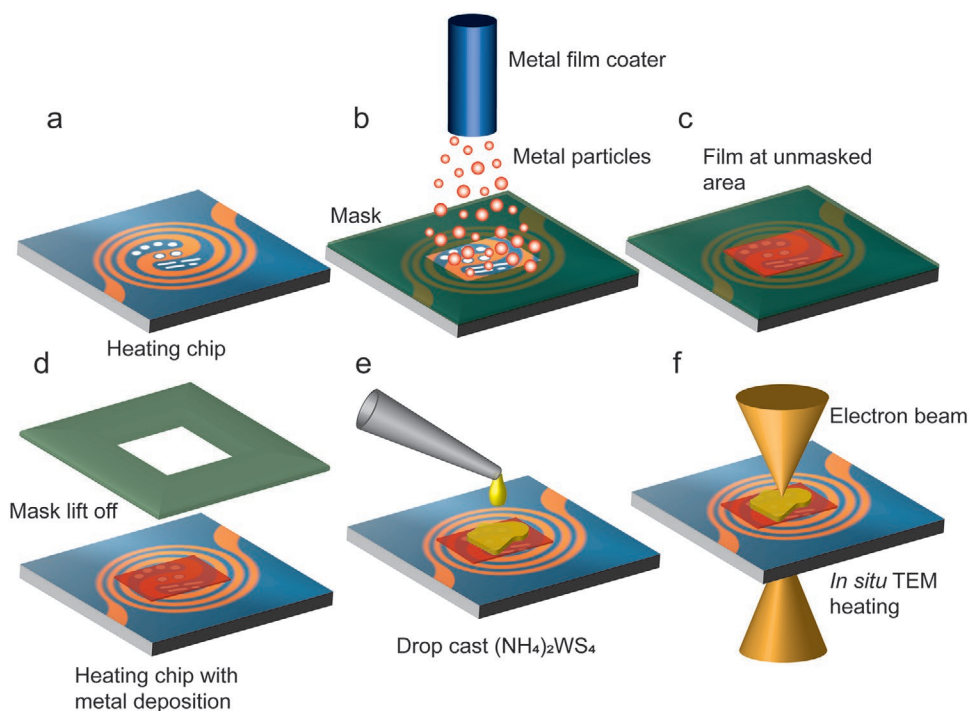 a
Heating chip
b
Metal film coater
Metal particles
Mask
c
Film at unmasked
area
d
Mask lift off
Heating chip with
metal deposition
e
Drop cast (NH₄)₂WS₄
f
Electron beam
In situ TEM
heating